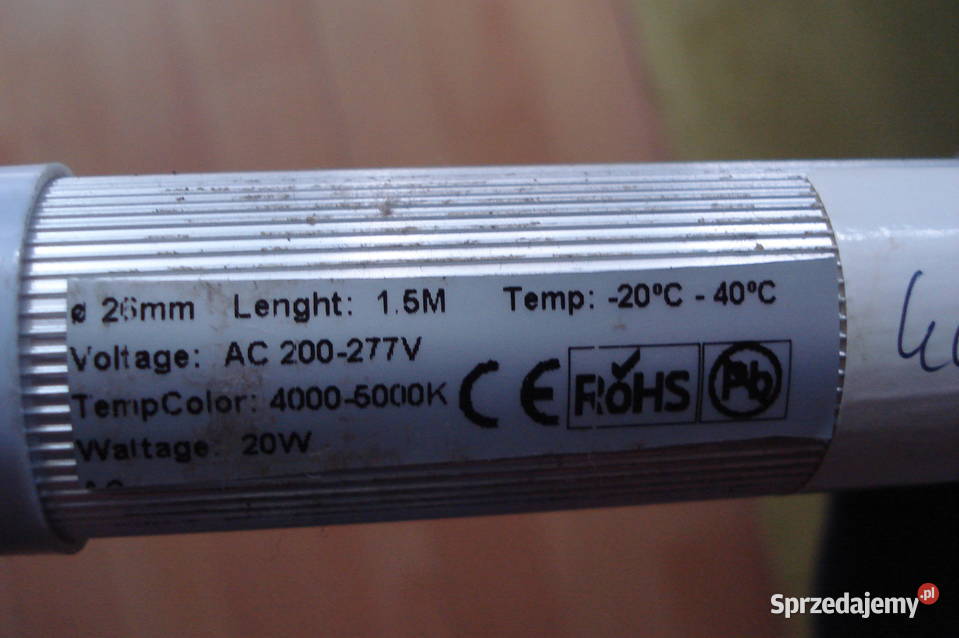 ø 26mm Lenght: 1.5M Temp: -20ºC - 40ºC
Voltage: AC 200-277V
TempColor: 4000-5000K
Wattage: 20W
CE RoHS Pb
Sprzedajemy.pl